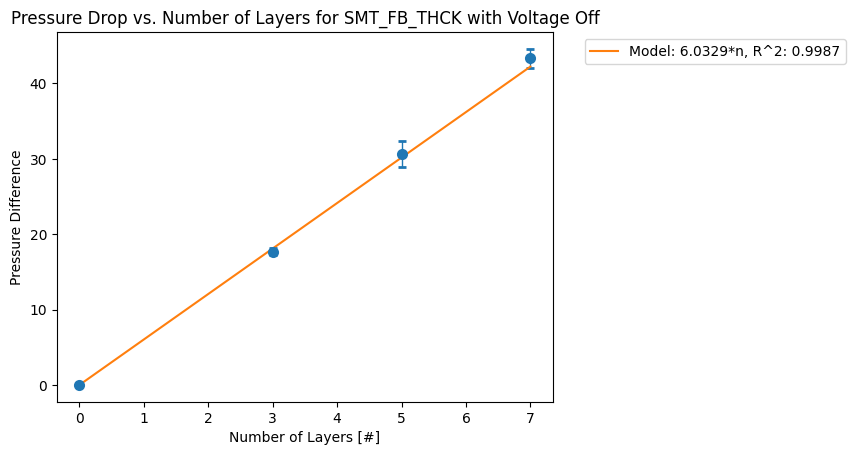 Pressure Drop vs. Number of Layers for SMT_FB_THCK with Voltage Off
Model: 6.0329*n, R^2: 0.9987
Pressure Difference
40
30
20
10
0
0 1 2 3 4 5 6 7
Number of Layers [#]